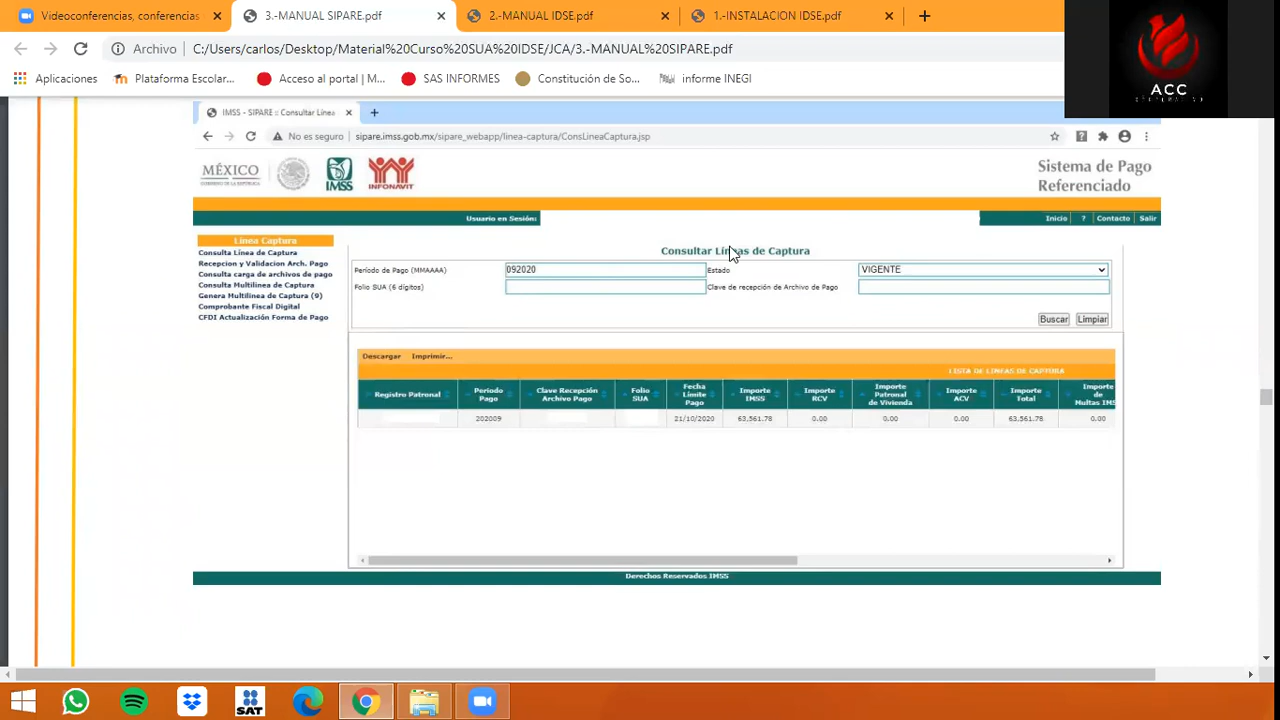 Videoconferencias, conferencias
3.-MANUAL SIPARE.pdf
2.-MANUAL IDSE.pdf
1.-INSTALACION IDSE.pdf
Archivo
C:/Users/carlos/Desktop/Material%20Curso%20SUA%20IDSE/JCA/3.-MANUAL%20SIPARE.pdf
Aplicaciones
Plataforma Escolar...
Acceso al portal | M...
SAS INFORMES
Constitución de So...
informe INEGI
ACC
IMSS - SIPARE :: Consultar Línea
No es seguro
sipare.imss.gob.mx/sipare_webapp/linea-captura/ConsLineaCaptura.jsp
MÉXICO
GOBIERNO DE LA REPÚBLICA
IMSS
INFONAVIT
Sistema de Pago
Referenciado
Usuario en Sesión:
Inicio ? Contacto Salir
Línea Captura
Consulta Línea de Captura
Recepcion y Validacion Arch. Pago
Consulta carga de archivos de pago
Consulta Multilinea de Captura
Genera Multilinea de Captura (9)
Comprobante Fiscal Digital
CFDI Actualización Forma de Pago
Consultar Líneas de Captura
Período de Pago (MMAAAA) 092020 Estado VIGENTE
Folio SUA (6 dígitos) Clave de recepción de Archivo de Pago
Buscar Limpiar
Descargar Imprimir...
LISTA DE LINEAS DE CAPTURA
Registro Patronal
Periodo
Pago
Clave Recepción
Archivo Pago
Folio
SUA
Fecha
Límite
Pago
Importe
IMSS
Importe
RCV
Importe
Patronal
de Vivienda
Importe
ACV
Importe
Total
Importe
de
Multas IMS
202009 21/10/2020 63,561.78 0.00 0.00 0.00 63,561.78 0.00
Derechos Reservados IMSS
SAT